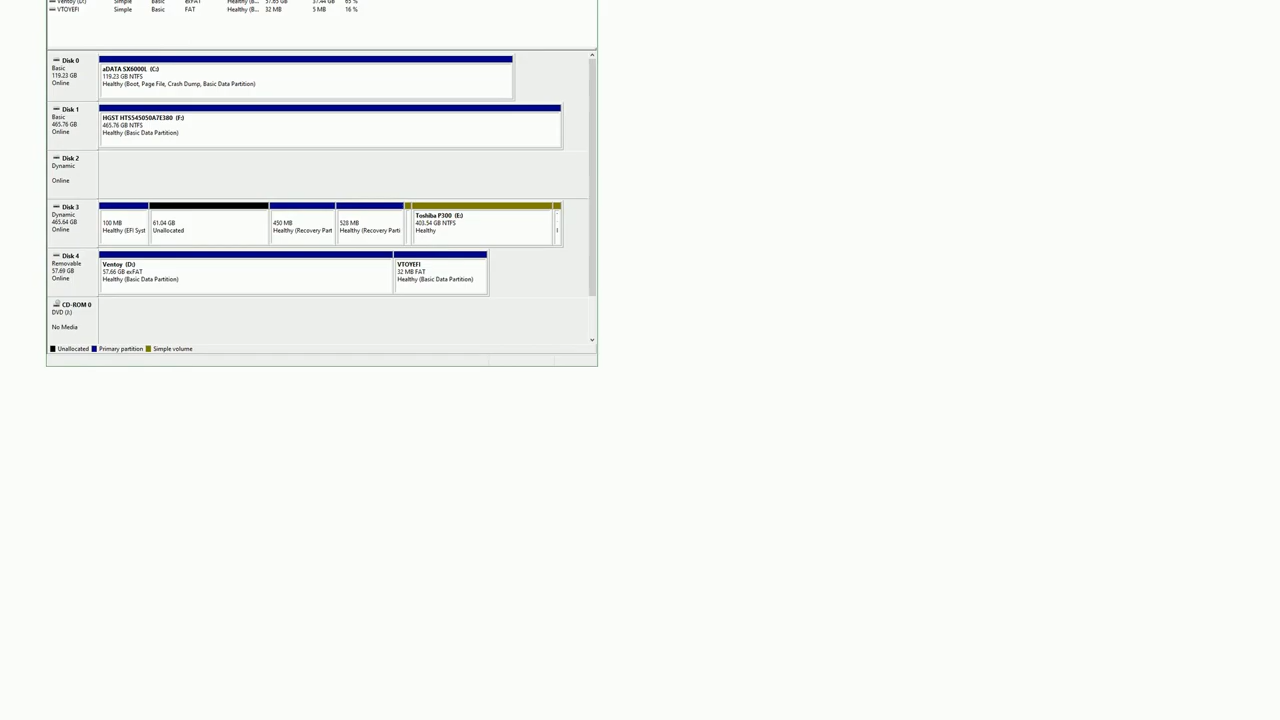 Ventoy (D:) Simple Basic exFAT Healthy (B... 57.65 GB 37.44 GB 65 %
VTOYEFI Simple Basic FAT Healthy (B... 32 MB 5 MB 16 %
Disk 0
Basic
119.23 GB
Online
aDATA SX6000L (C:)
119.23 GB NTFS
Healthy (Boot, Page File, Crash Dump, Basic Data Partition)
Disk 1
Basic
465.76 GB
Online
HGST HTS545050A7E380 (F:)
465.76 GB NTFS
Healthy (Basic Data Partition)
Disk 2
Dynamic
Online
Disk 3
Dynamic
465.64 GB
Online
100 MB
Healthy (EFI Syst
61.04 GB
Unallocated
450 MB
Healthy (Recovery Part
528 MB
Healthy (Recovery Parti
Toshiba P300 (E:)
403.54 GB NTFS
Healthy
Disk 4
Removable
57.69 GB
Online
Ventoy (D:)
57.66 GB exFAT
Healthy (Basic Data Partition)
VTOYEFI
32 MB FAT
Healthy (Basic Data Partition)
CD-ROM 0
DVD (I:)
No Media
Unallocated Primary partition Simple volume